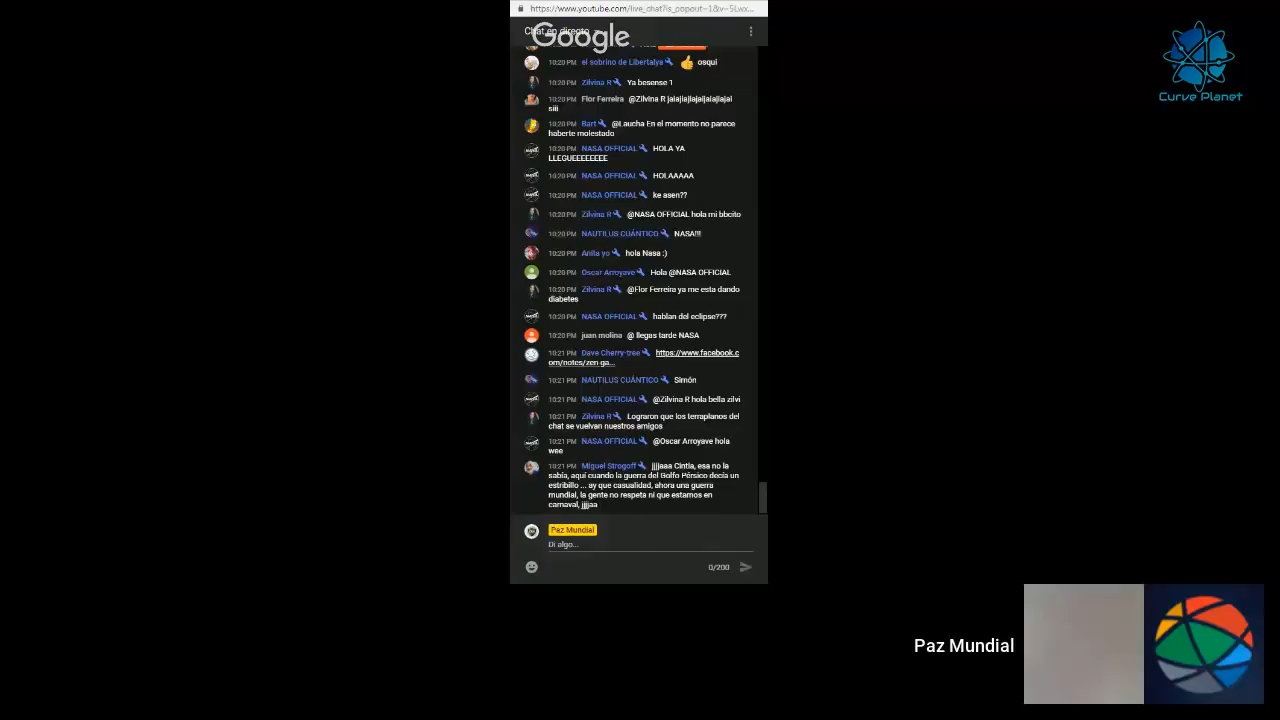 https://www.youtube.com/live_chat?is_popout=1&v=5Lwx...
Chat en directo
Google
10:20 PM el sobrino de Libertalya osqui
10:20 PM Zilvina R Ya besense 1
10:20 PM Flor Ferreira @Zilvina R jaiajiajiajaijaiajiajai
siii
10:20 PM Bart @Laucha En el momento no parece
haberte molestado
10:20 PM NASA OFFICIAL HOLA YA
LLEGUEEEEEEEE
10:20 PM NASA OFFICIAL HOLAAAAA
10:20 PM NASA OFFICIAL ke asen??
10:20 PM Zilvina R @NASA OFFICIAL hola mi bbcito
10:20 PM NAUTILUS CUÁNTICO NASA!!!
10:20 PM Anita yo hola Nasa :)
10:20 PM Oscar Arroyave Hola @NASA OFFICIAL
10:20 PM Zilvina R @Flor Ferreira ya me esta dando
diabetes
10:20 PM NASA OFFICIAL hablan del eclipse???
10:20 PM juan molina @ llegas tarde NASA
10:21 PM Dave Cherry-tree https://www.facebook.c
om/notes/zen-ga...
10:21 PM NAUTILUS CUÁNTICO Simón
10:21 PM NASA OFFICIAL @Zilvina R hola bella zilvi
10:21 PM Zilvina R Lograron que los terraplanos del
chat se vuelvan nuestros amigos
10:21 PM NASA OFFICIAL @Oscar Arroyave hola
wee
10:21 PM Miguel Strogoff jjjjaaa Cintia, esa no la
sabía, aquí cuando la guerra del Golfo Pérsico decía un
estribillo ... ay que casualidad, ahora una guerra
mundial, la gente no respeta ni que estamos en
carnaval, jjjjaa
Paz Mundial
Di algo...
0/200
Curve Planet
Paz Mundial